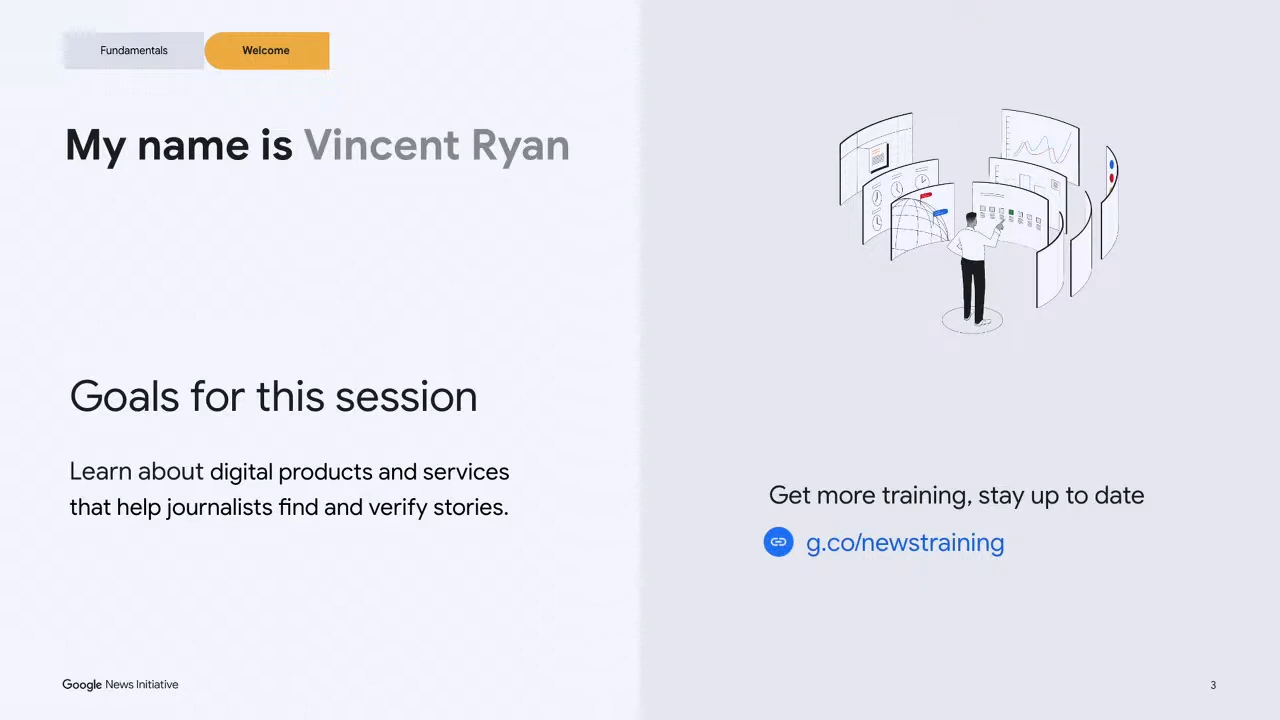 Fundamentals
Welcome
My name is Vincent Ryan
Goals for this session
Learn about digital products and services
that help journalists find and verify stories.
Get more training, stay up to date
g.co/newstraining
Google News Initiative
3